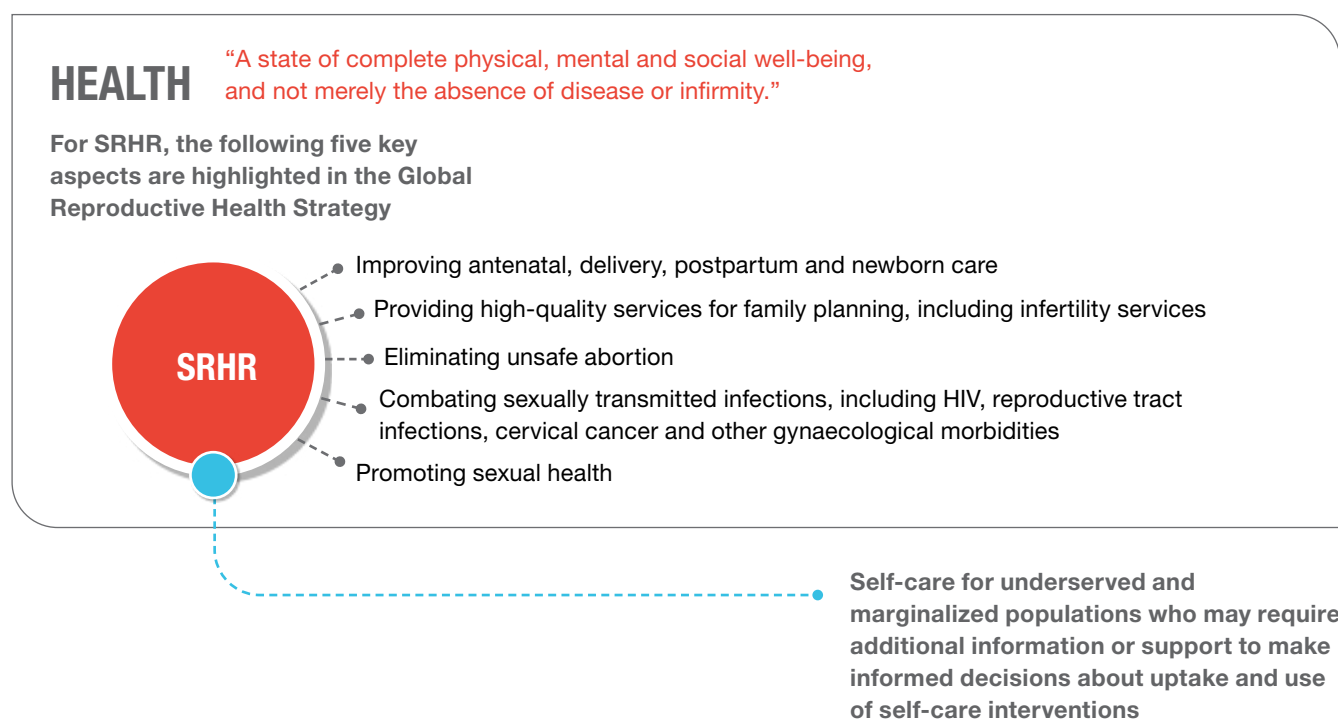 HEALTH
“A state of complete physical, mental and social well-being,
and not merely the absence of disease or infirmity.”
For SRHR, the following five key
aspects are highlighted in the Global
Reproductive Health Strategy
SRHR
Improving antenatal, delivery, postpartum and newborn care
Providing high-quality services for family planning, including infertility services
Eliminating unsafe abortion
Combating sexually transmitted infections, including HIV, reproductive tract
infections, cervical cancer and other gynaecological morbidities
Promoting sexual health
Self-care for underserved and
marginalized populations who may require
additional information or support to make
informed decisions about uptake and use
of self-care interventions